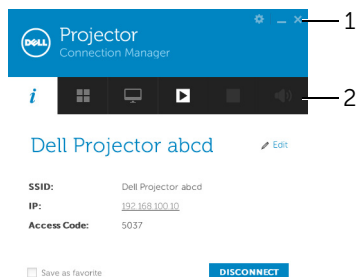 DELL
Projector
Connection Manager
1
i
2
Dell Projector abcd
Edit
SSID: Dell Projector abcd
IP: 192.168.100.10
Access Code: 5037
Save as favorite
DISCONNECT